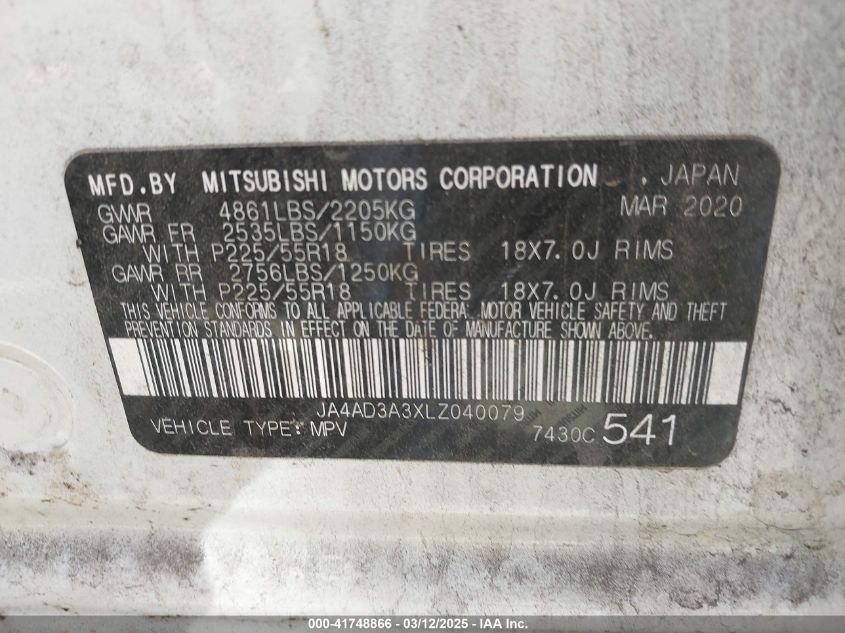 MFD.BY MITSUBISHI MOTORS CORPORATION . JAPAN
GVWR 4861LBS/2205KG MAR 2020
GAWR FR 2535LBS/1150KG
WITH P225/55R18 TIRES 18X7.0J RIMS
GAWR RR 2756LBS/1250KG
WITH P225/55R18 TIRES 18X7.0J RIMS
THIS VEHICLE CONFORMS TO ALL APPLICABLE FEDERAL MOTOR VEHICLE SAFETY AND THEFT
PREVENTION STANDARDS IN EFFECT ON THE DATE OF MANUFACTURE SHOWN ABOVE.
JA4AD3A3XLZ040079
VEHICLE TYPE:MPV 7430C 541
000-41748866 - 03/12/2025 - IAA Inc.